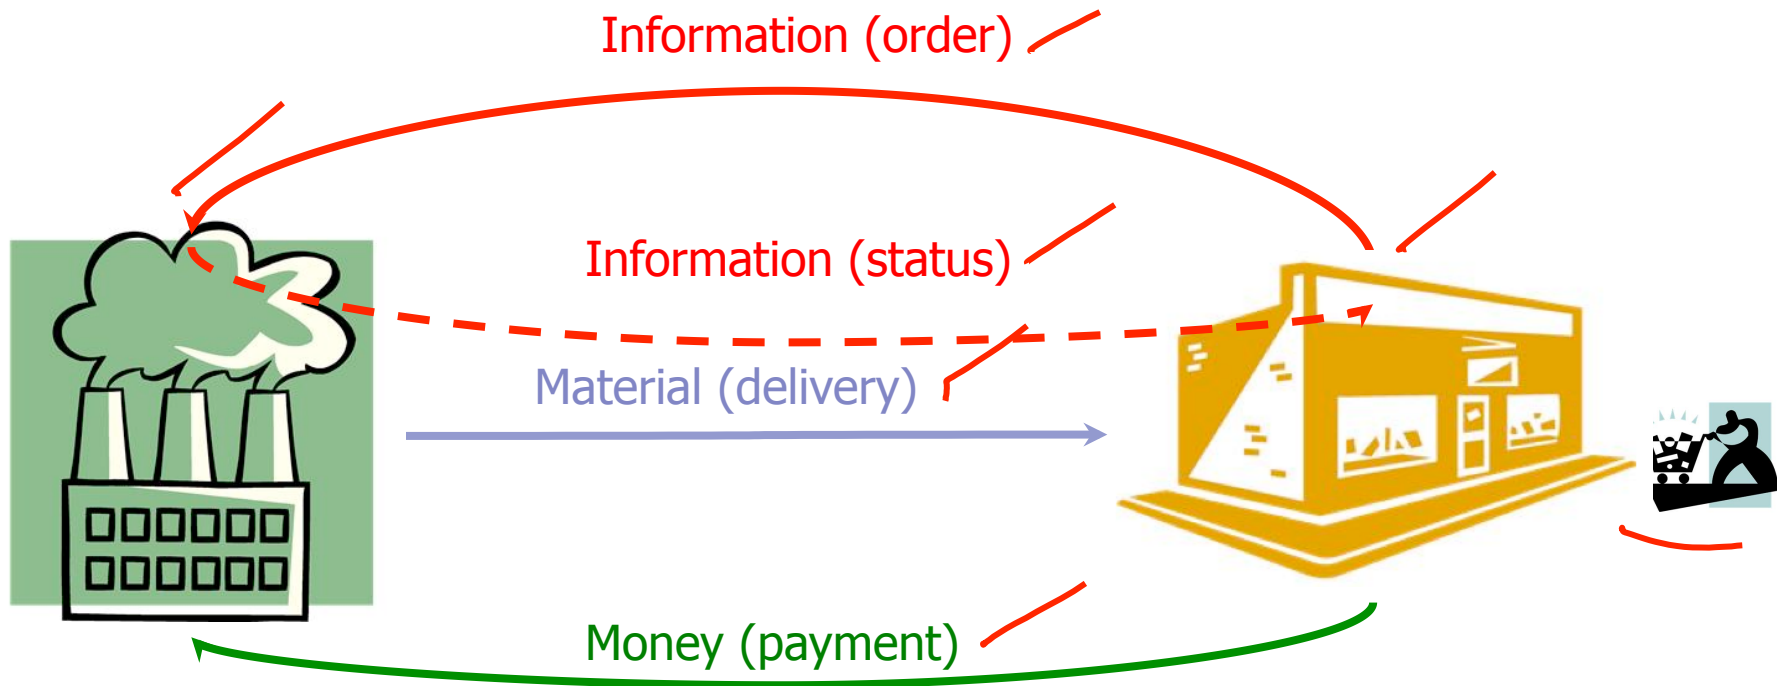 Information (order)
Information (status)
Material (delivery)
Money (payment)